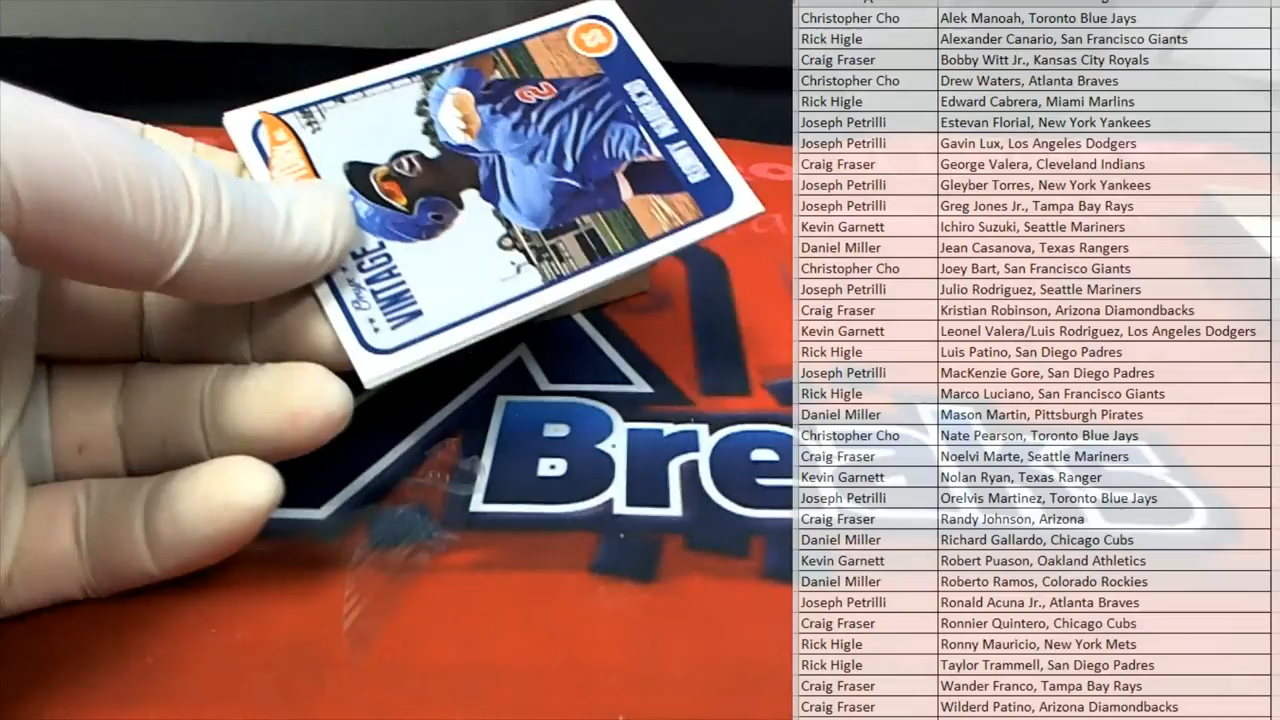 VINTAGE
RONNY MAURICIO
2
Bre
Christopher Cho Alek Manoah, Toronto Blue Jays
Rick Higle Alexander Canario, San Francisco Giants
Craig Fraser Bobby Witt Jr., Kansas City Royals
Christopher Cho Drew Waters, Atlanta Braves
Rick Higle Edward Cabrera, Miami Marlins
Joseph Petrilli Estevan Florial, New York Yankees
Joseph Petrilli Gavin Lux, Los Angeles Dodgers
Craig Fraser George Valera, Cleveland Indians
Joseph Petrilli Gleyber Torres, New York Yankees
Joseph Petrilli Greg Jones Jr., Tampa Bay Rays
Kevin Garnett Ichiro Suzuki, Seattle Mariners
Daniel Miller Jean Casanova, Texas Rangers
Christopher Cho Joey Bart, San Francisco Giants
Joseph Petrilli Julio Rodriguez, Seattle Mariners
Craig Fraser Kristian Robinson, Arizona Diamondbacks
Kevin Garnett Leonel Valera/Luis Rodriguez, Los Angeles Dodgers
Rick Higle Luis Patino, San Diego Padres
Joseph Petrilli MacKenzie Gore, San Diego Padres
Rick Higle Marco Luciano, San Francisco Giants
Daniel Miller Mason Martin, Pittsburgh Pirates
Christopher Cho Nate Pearson, Toronto Blue Jays
Craig Fraser Noelvi Marte, Seattle Mariners
Kevin Garnett Nolan Ryan, Texas Ranger
Joseph Petrilli Orelvis Martinez, Toronto Blue Jays
Craig Fraser Randy Johnson, Arizona
Daniel Miller Richard Gallardo, Chicago Cubs
Kevin Garnett Robert Puason, Oakland Athletics
Daniel Miller Roberto Ramos, Colorado Rockies
Joseph Petrilli Ronald Acuna Jr., Atlanta Braves
Craig Fraser Ronnier Quintero, Chicago Cubs
Rick Higle Ronny Mauricio, New York Mets
Rick Higle Taylor Trammell, San Diego Padres
Craig Fraser Wander Franco, Tampa Bay Rays
Craig Fraser Wilderd Patino, Arizona Diamondbacks